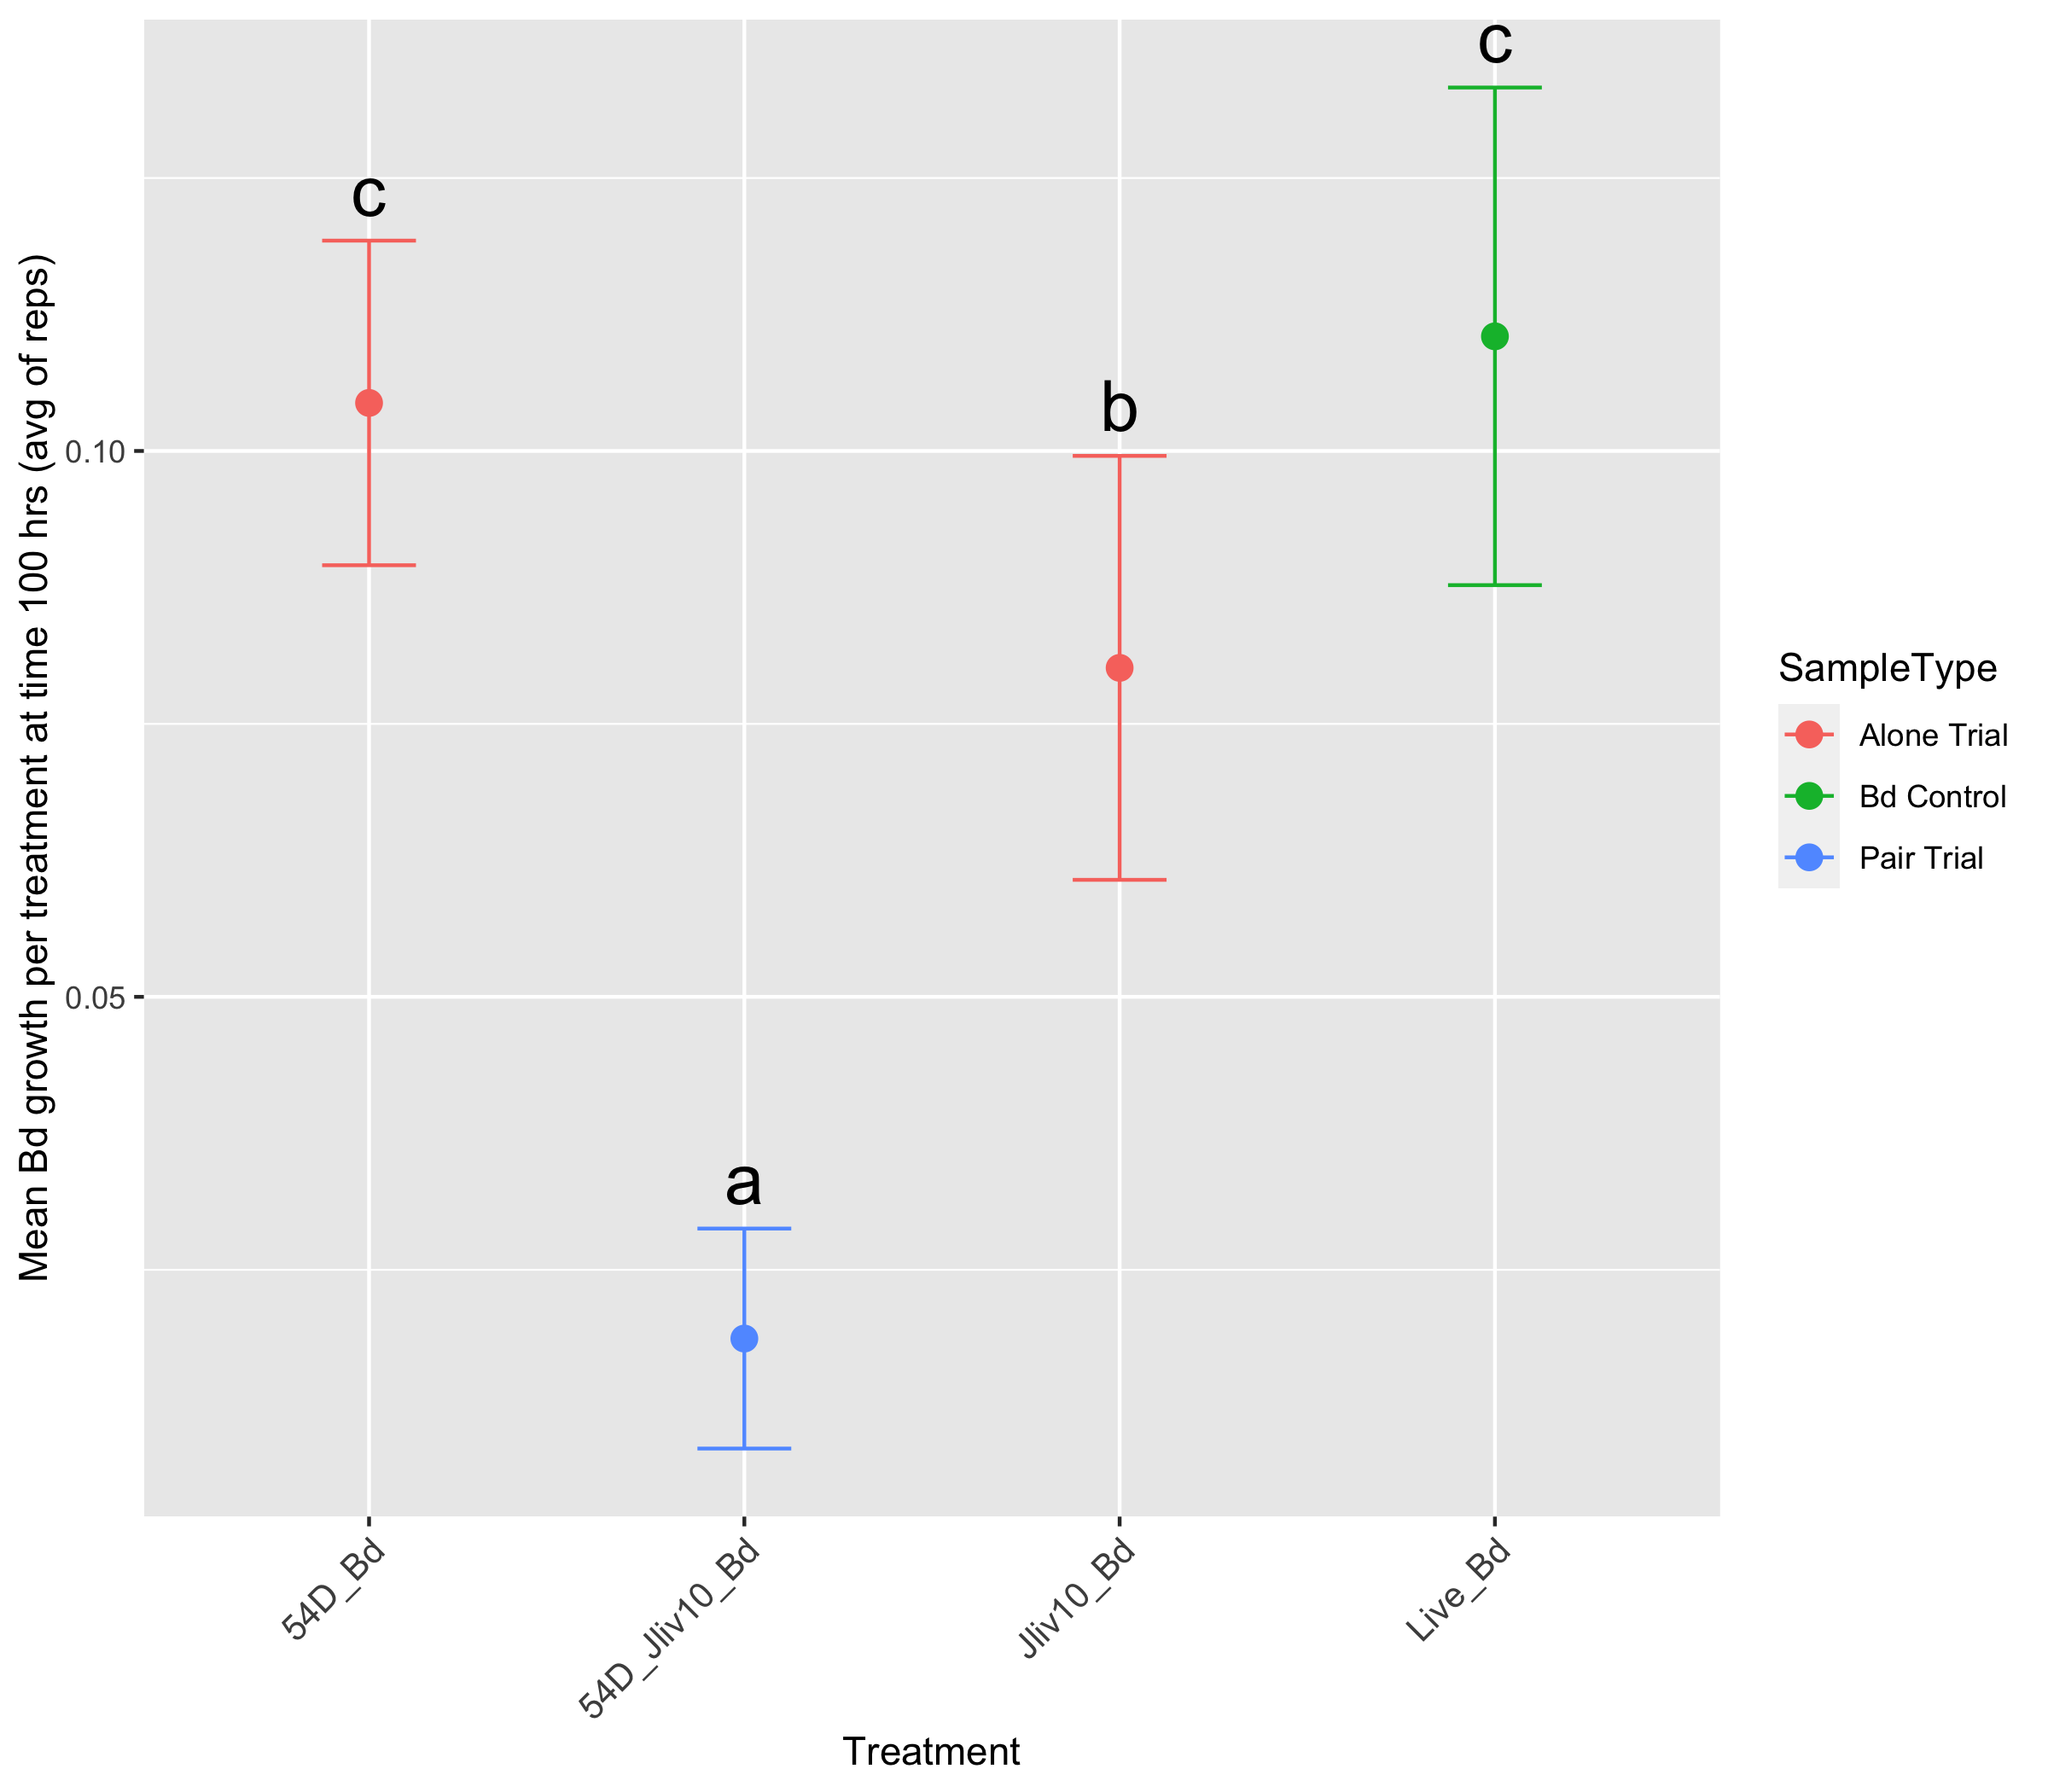 Mean Bd growth per treatment at time 100 hrs (avg of reps)
0.10
0.05
c
a
b
c
54D_Bd
54D_Jliv10_Bd
Jliv10_Bd
Live_Bd
Treatment
SampleType
Alone Trial
Bd Control
Pair Trial